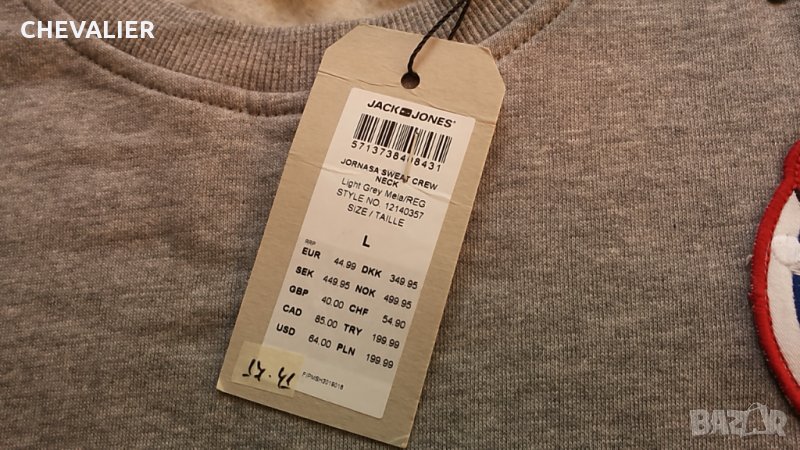 CHEVALIER
JACK JONES
5713738408431
JORNASA SWEAT CREW
NECK
Light Grey Mela/REG
STYLE NO. 12140357
SIZE / TAILLE
L
RRP
EUR 44.99 DKK 349.95
SEK 449.95 NOK 499.95
GBP 40.00 CHF 54.90
CAD 85.00 TRY 199.99
USD 64.00 PLN 199.99
BAZAR